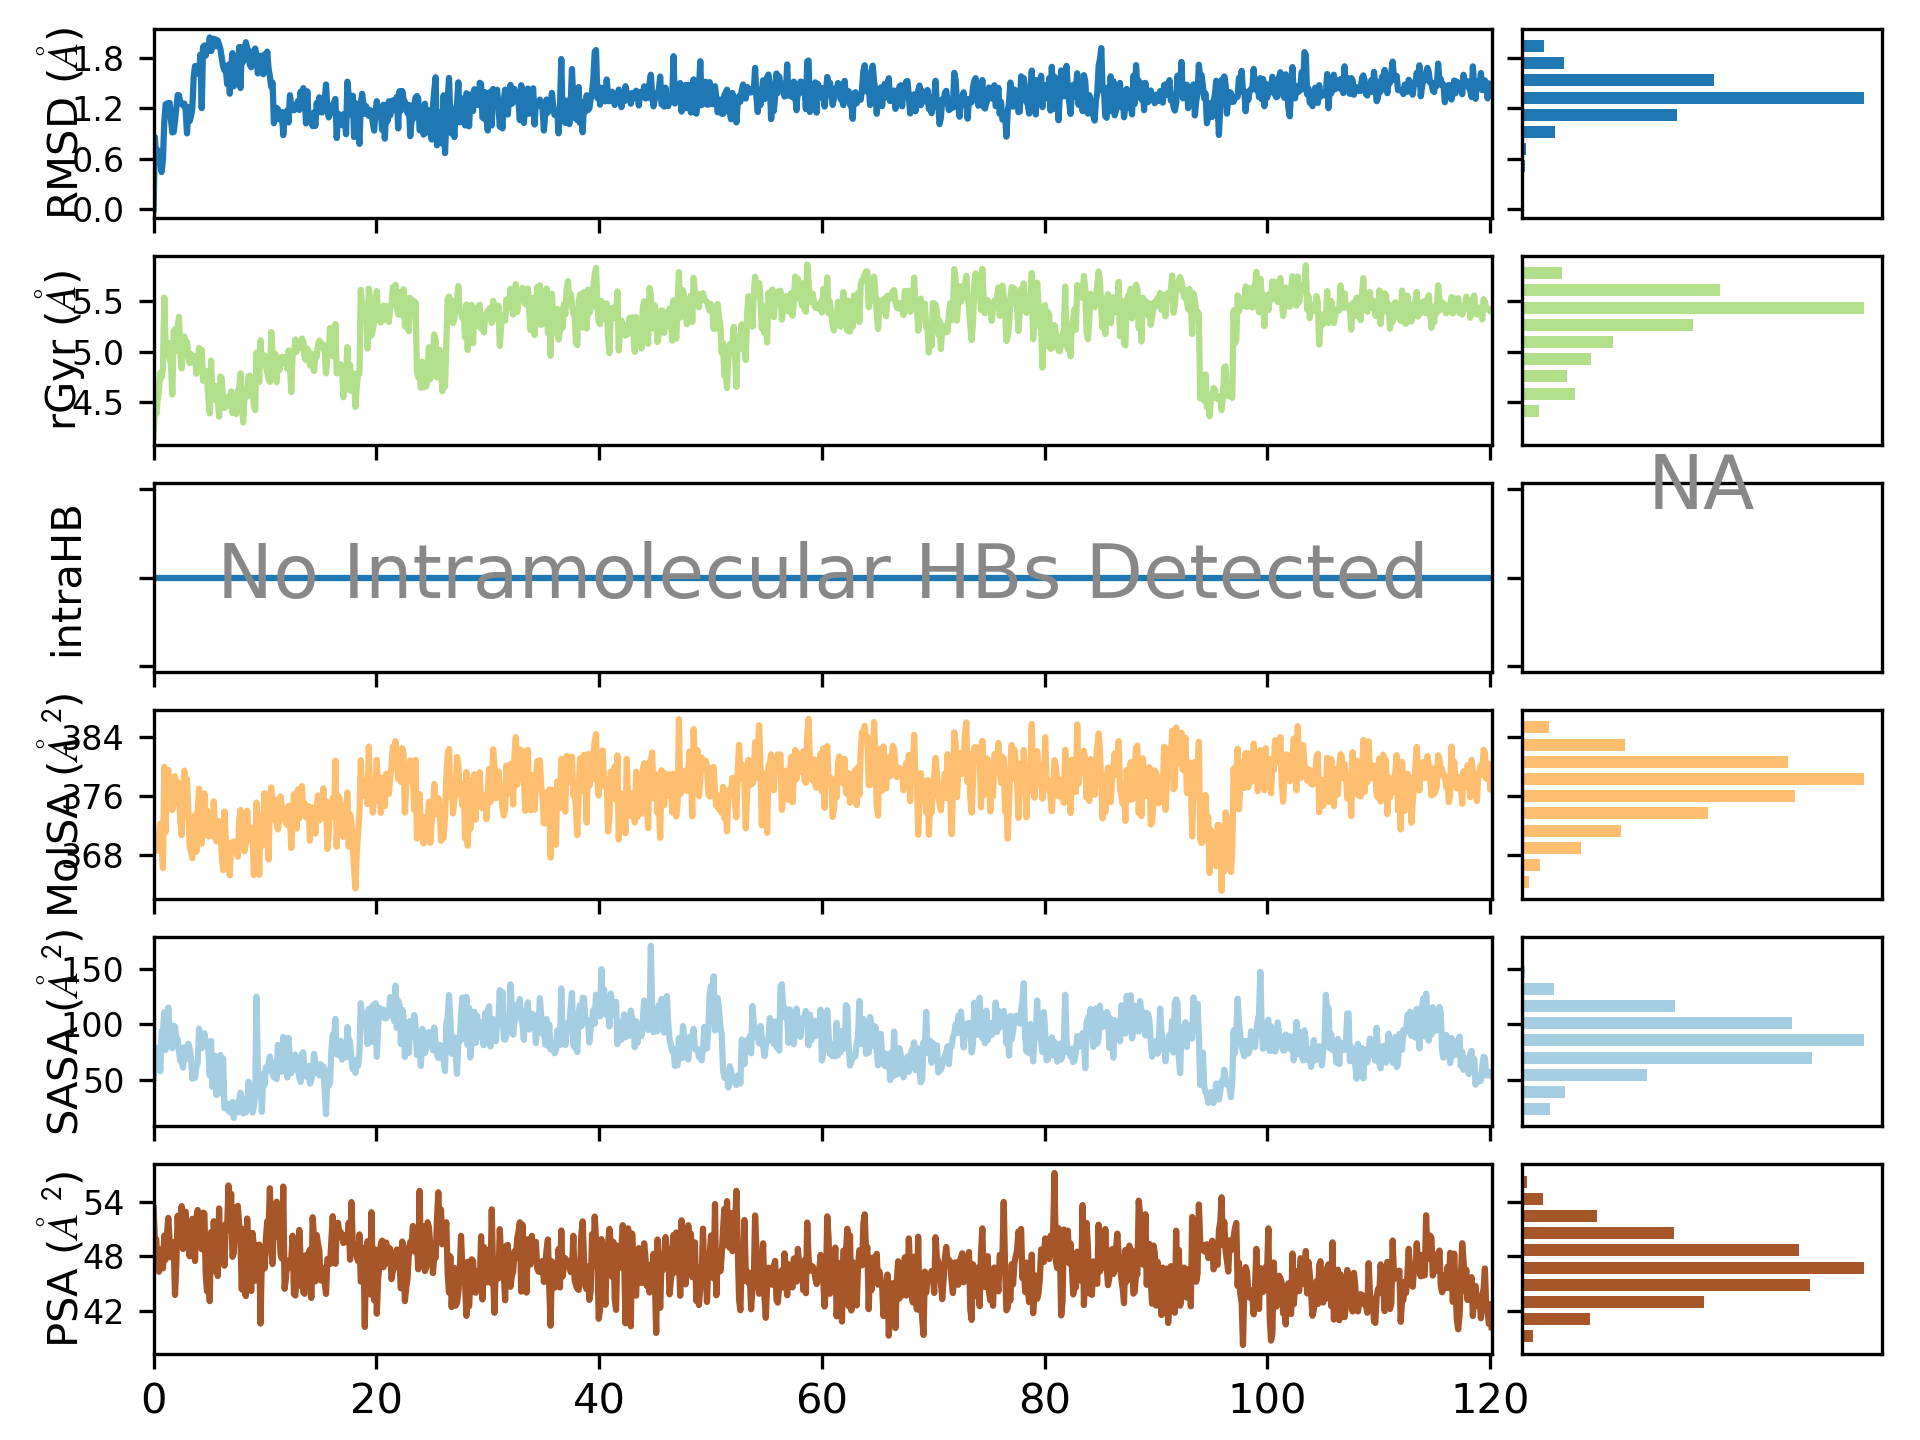 RMSD (Å)
1.8
1.2
0.6
0.0
rGyr (Å)
5.5
5.0
4.5
intraHB
No Intramolecular HBs Detected
NA
MolSA (Å²)
384
376
368
SASA (Å²)
150
100
50
PSA (Å²)
54
48
42
0 20 40 60 80 100 120